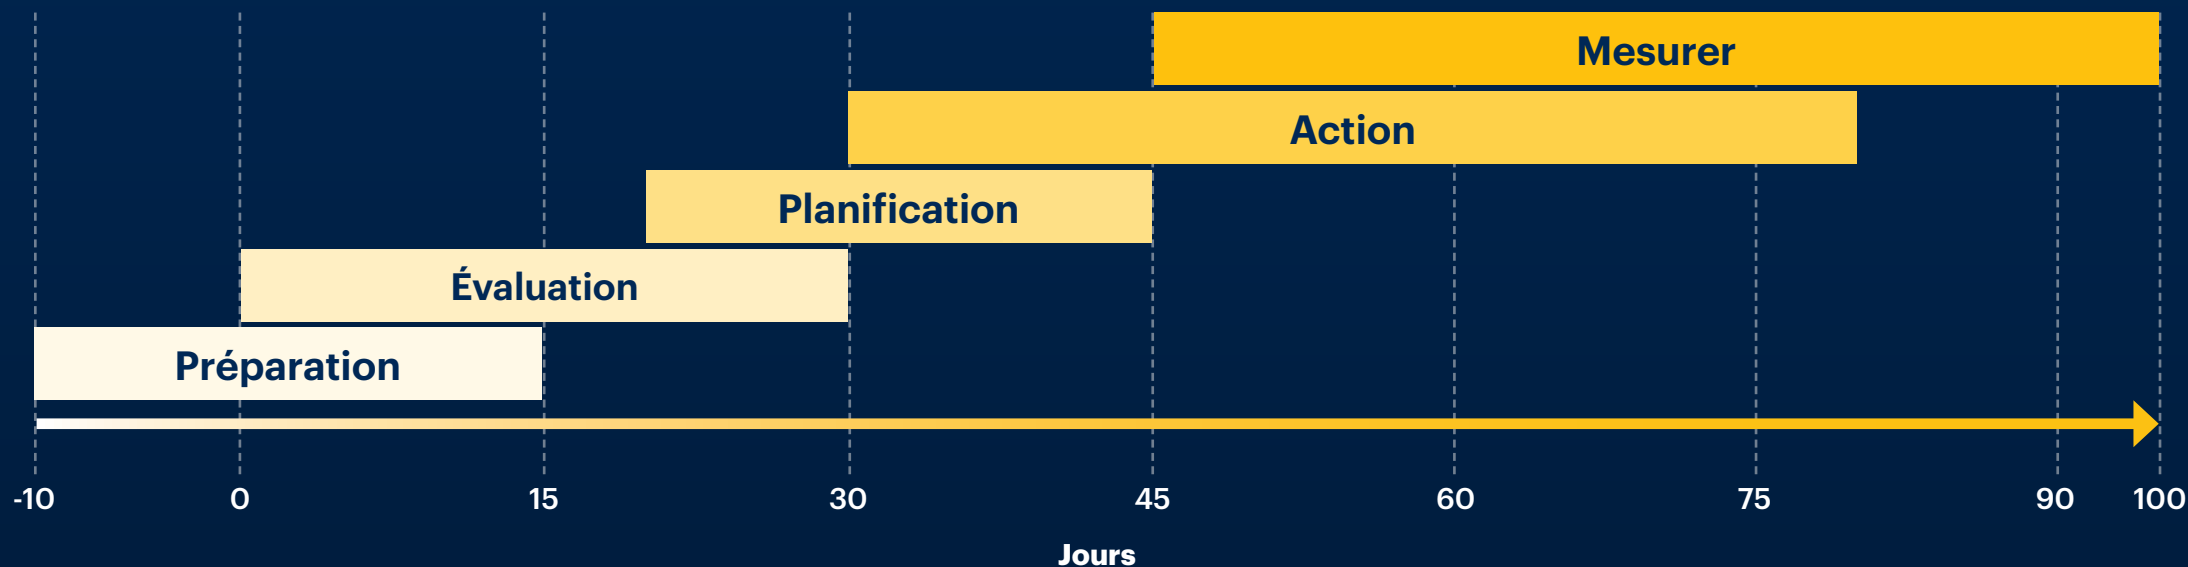 Mesurer
Action
Planification
Évaluation
Préparation
-10 0 15 30 45 60 75 90 100
Jours